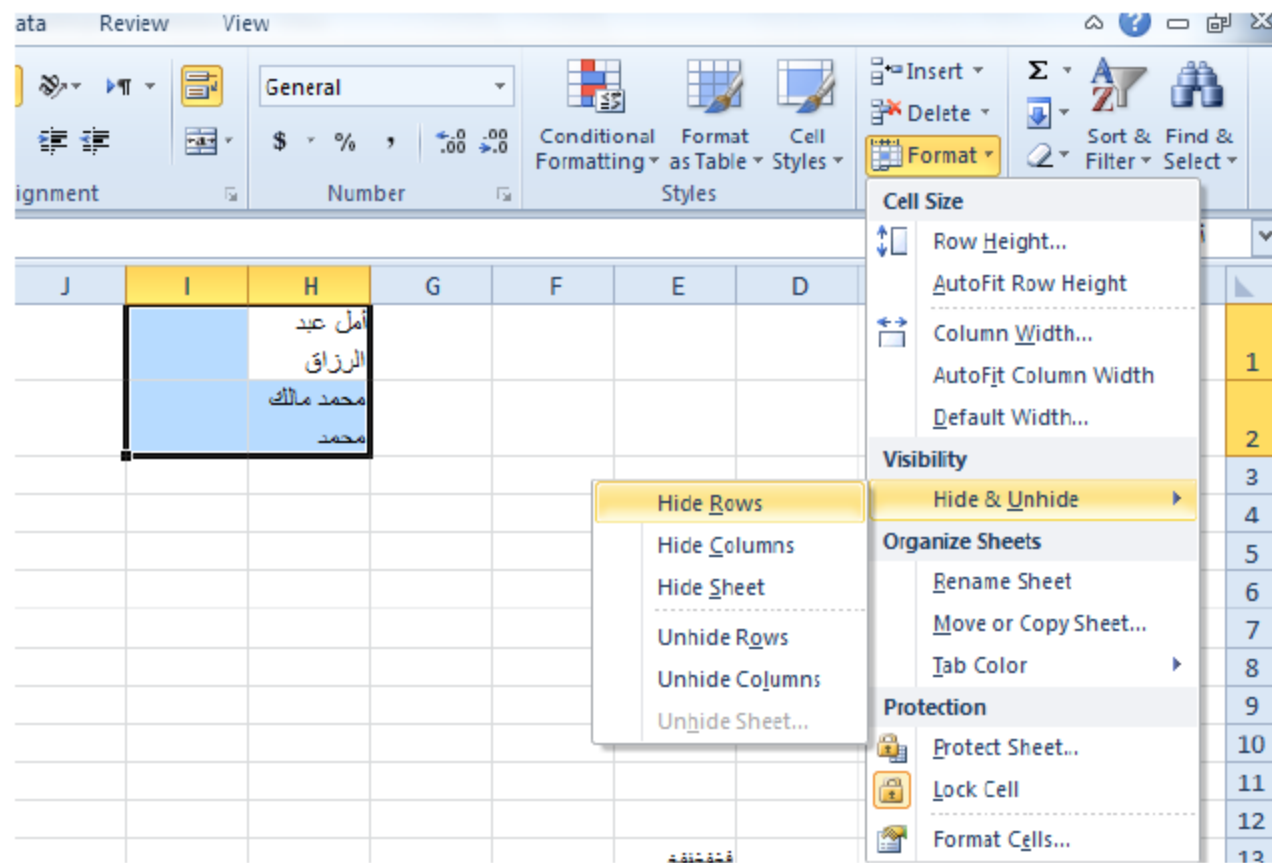 ata Review View
General
Insert
Delete
Format
Σ
$ % ,
Conditional Formatting
Format as Table
Cell Styles
Sort & Filter
Find & Select
ignment
Number
Styles
Cell Size
Row Height...
AutoFit Row Height
Column Width...
AutoFit Column Width
Default Width...
Visibility
Hide & Unhide
Organize Sheets
Rename Sheet
Move or Copy Sheet...
Tab Color
Protection
Protect Sheet...
Lock Cell
Format Cells...
Hide Rows
Hide Columns
Hide Sheet
Unhide Rows
Unhide Columns
Unhide Sheet...
J I H G F E D
أمل عبد
الرزاق
محمد مالك
محمد
1
2
3
4
5
6
7
8
9
10
11
12
13